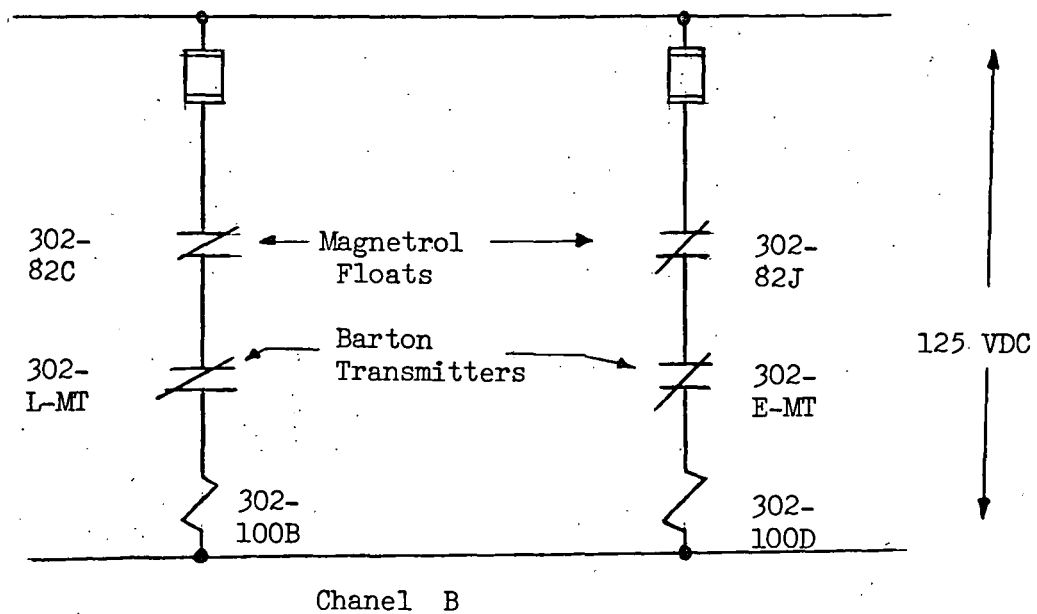 302-
82C
Magnetrol
Floats
302-
82J
302-
L-MT
Barton
Transmitters
302-
E-MT
125 VDC
302-
100B
302-
100D
Chanel B